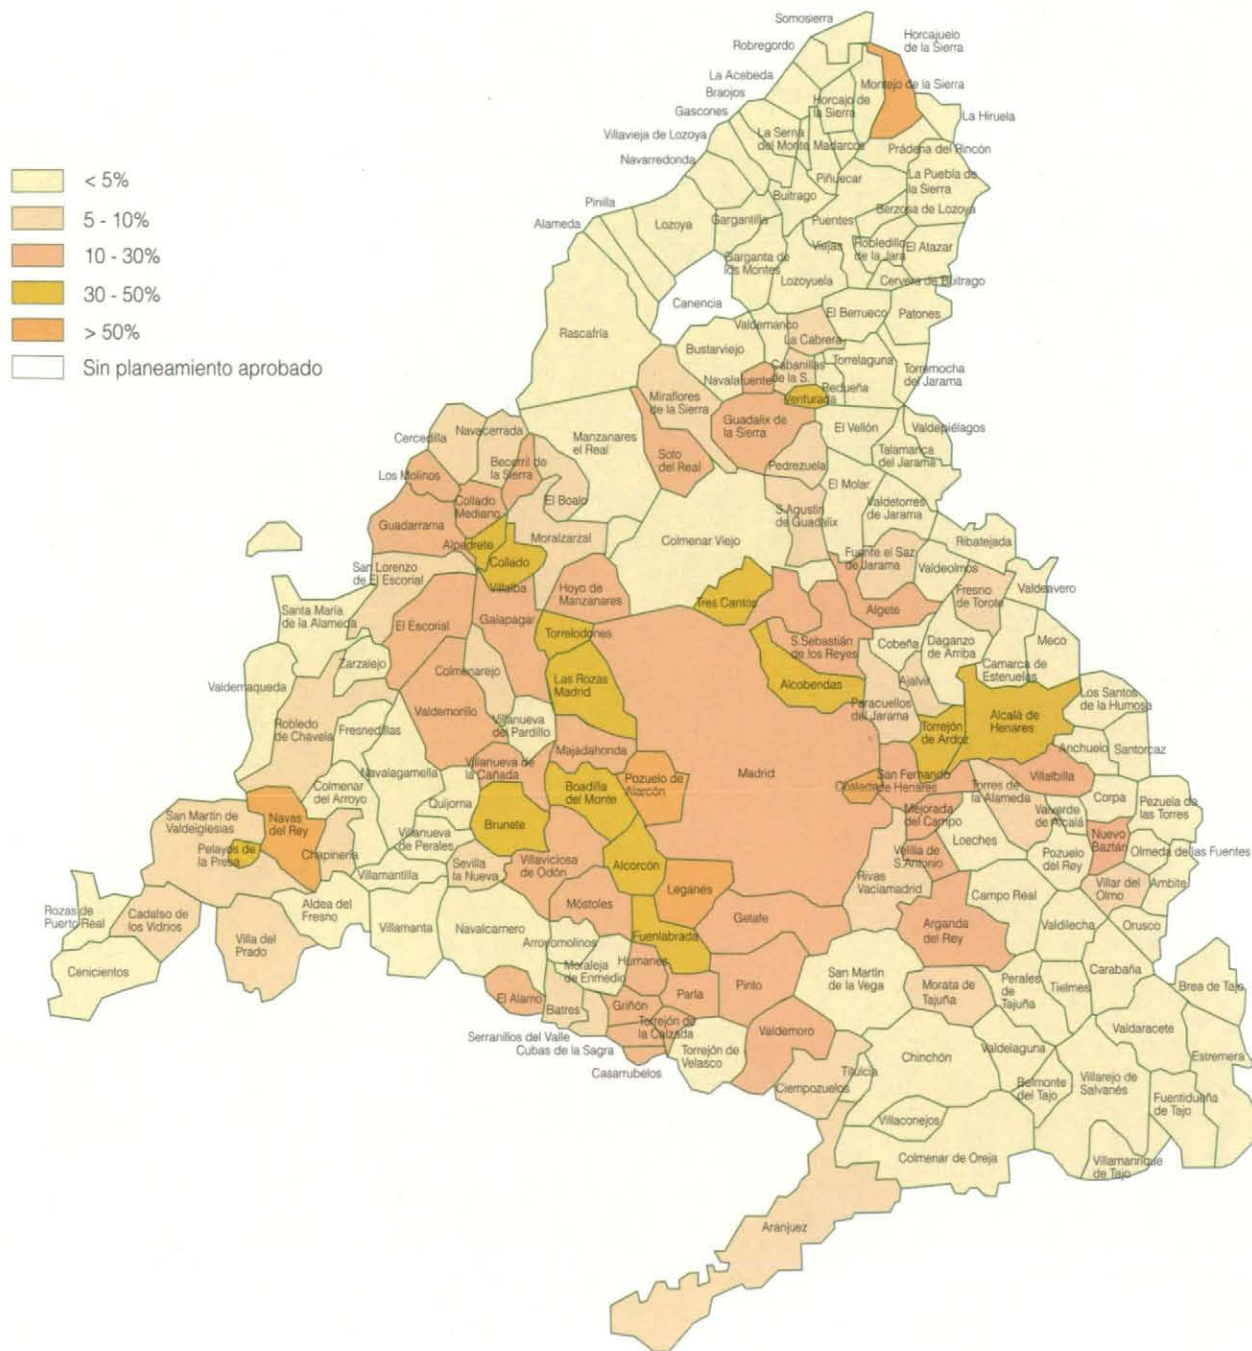 < 5%
5 - 10%
10 - 30%
30 - 50%
> 50%
Sin planeamiento aprobado
Somosierra
Robregordo
Horcajuelo
de la Sierra
La Acebeda
Montejo de la Sierra
Braojos
Horcajo de
la Sierra
Gascones
La Hiruela
Villavieja de Lozoya
La Serna
del Monte
Madarcos
Prádena del Rincón
Navarredonda
Piñuecar
La Puebla de
la Sierra
Buitrago
Pinilla
Berzosa de Lozoya
Alameda
Lozoya
Gargantilla
Puentes
Viejas
Robledillo
de la Jara
El Atazar
Garganta de
los Montes
Lozoyuela
Cervera de Buitrago
Canencia
El Berrueco
Patones
Rascafría
Valdemanco
La Cabrera
Bustarviejo
Torrelaguna
Cabanillas
de la S.
Torremocha
del Jarama
Navalafuente
Redueña
Miraflores
de la Sierra
Venturada
Guadalix de
la Sierra
El Vellón
Valdepiélagos
Cercedilla
Navacerrada
Manzanares
el Real
Talamanca
del Jarama
Becerril de
la Sierra
Soto
del Real
Pedrezuela
Los Molinos
El Molar
Collado
Mediano
El Boalo
Valdetorres
de Jarama
S.Agustín
de Guadalix
Guadarrama
Moralzarzal
Colmenar Viejo
Ribatejada
Alpedrete
Collado
Villalba
Fuente el Saz
de Jarama
Valdeolmos
San Lorenzo
de El Escorial
Hoyo de
Manzanares
Tres Cantos
Fresno
de Torote
Valdeavero
Santa María
de la Alameda
Algete
El Escorial
Galapagar
Torrelodones
S.Sebastián
de los Reyes
Cobeña
Daganzo
de Arriba
Meco
Zarzalejo
Colmenarejo
Camarca de
Esteruelas
Valdemaqueda
Las Rozas
Madrid
Alcobendas
Ajalvir
Los Santos
de la Humosa
Robledo
de Chavela
Valdemorillo
Paracuellos
del Jarama
Fresnedillas
Villanueva
del Pardillo
Torrejón
de Ardoz
Alcalá de
Henares
Majadahonda
Anchuelo
Santorcaz
Navalagamella
Villanueva de
la Cañada
Pozuelo de
Alarcón
Madrid
San Fernando
de Henares
Coslada
Villalbilla
Colmenar
del Arroyo
Boadilla
del Monte
Torres de
la Alameda
Corpa
Pezuela de
las Torres
Quijorna
Mejorada
del Campo
Valverde
de Alcalá
San Martín de
Valdeiglesias
Navas
del Rey
Brunete
Villanueva
de Perales
Loeches
Nuevo
Baztán
Pelayos de
la Presa
Chapinería
Sevilla
la Nueva
Villaviciosa
de Odón
Alcorcón
Velilla de
S.Antonio
Pozuelo
del Rey
Olmeda de las Fuentes
Villamantilla
Leganés
Rivas
Vaciamadrid
Villar del
Olmo
Ambite
Rozas de
Puerto Real
Cadalso de
los Vidrios
Aldea del
Fresno
Móstoles
Campo Real
Getafe
Villamanta
Navalcarnero
Arganda
del Rey
Valdilecha
Orusco
Villa del
Prado
Arroyomolinos
Fuenlabrada
Cenicientos
Moraleja
de Enmedio
Humanes
San Martín
de la Vega
Carabaña
El Alamo
Pinto
Morata de
Tajuña
Perales
de
Tajuña
Tielmes
Brea de Tajo
Batres
Griñón
Parla
Serranillos del Valle
Torrejón de
la Calzada
Valdemoro
Valdaracete
Cubas de la Sagra
Torrejón de
Velasco
Chinchón
Valdelaguna
Estremera
Casarrubelos
Titulcia
Ciempozuelos
Belmonte
del Tajo
Villarejo de
Salvanés
Fuentidueña
de Tajo
Villaconejos
Colmenar de Oreja
Villamanrique
de Tajo
Aranjuez